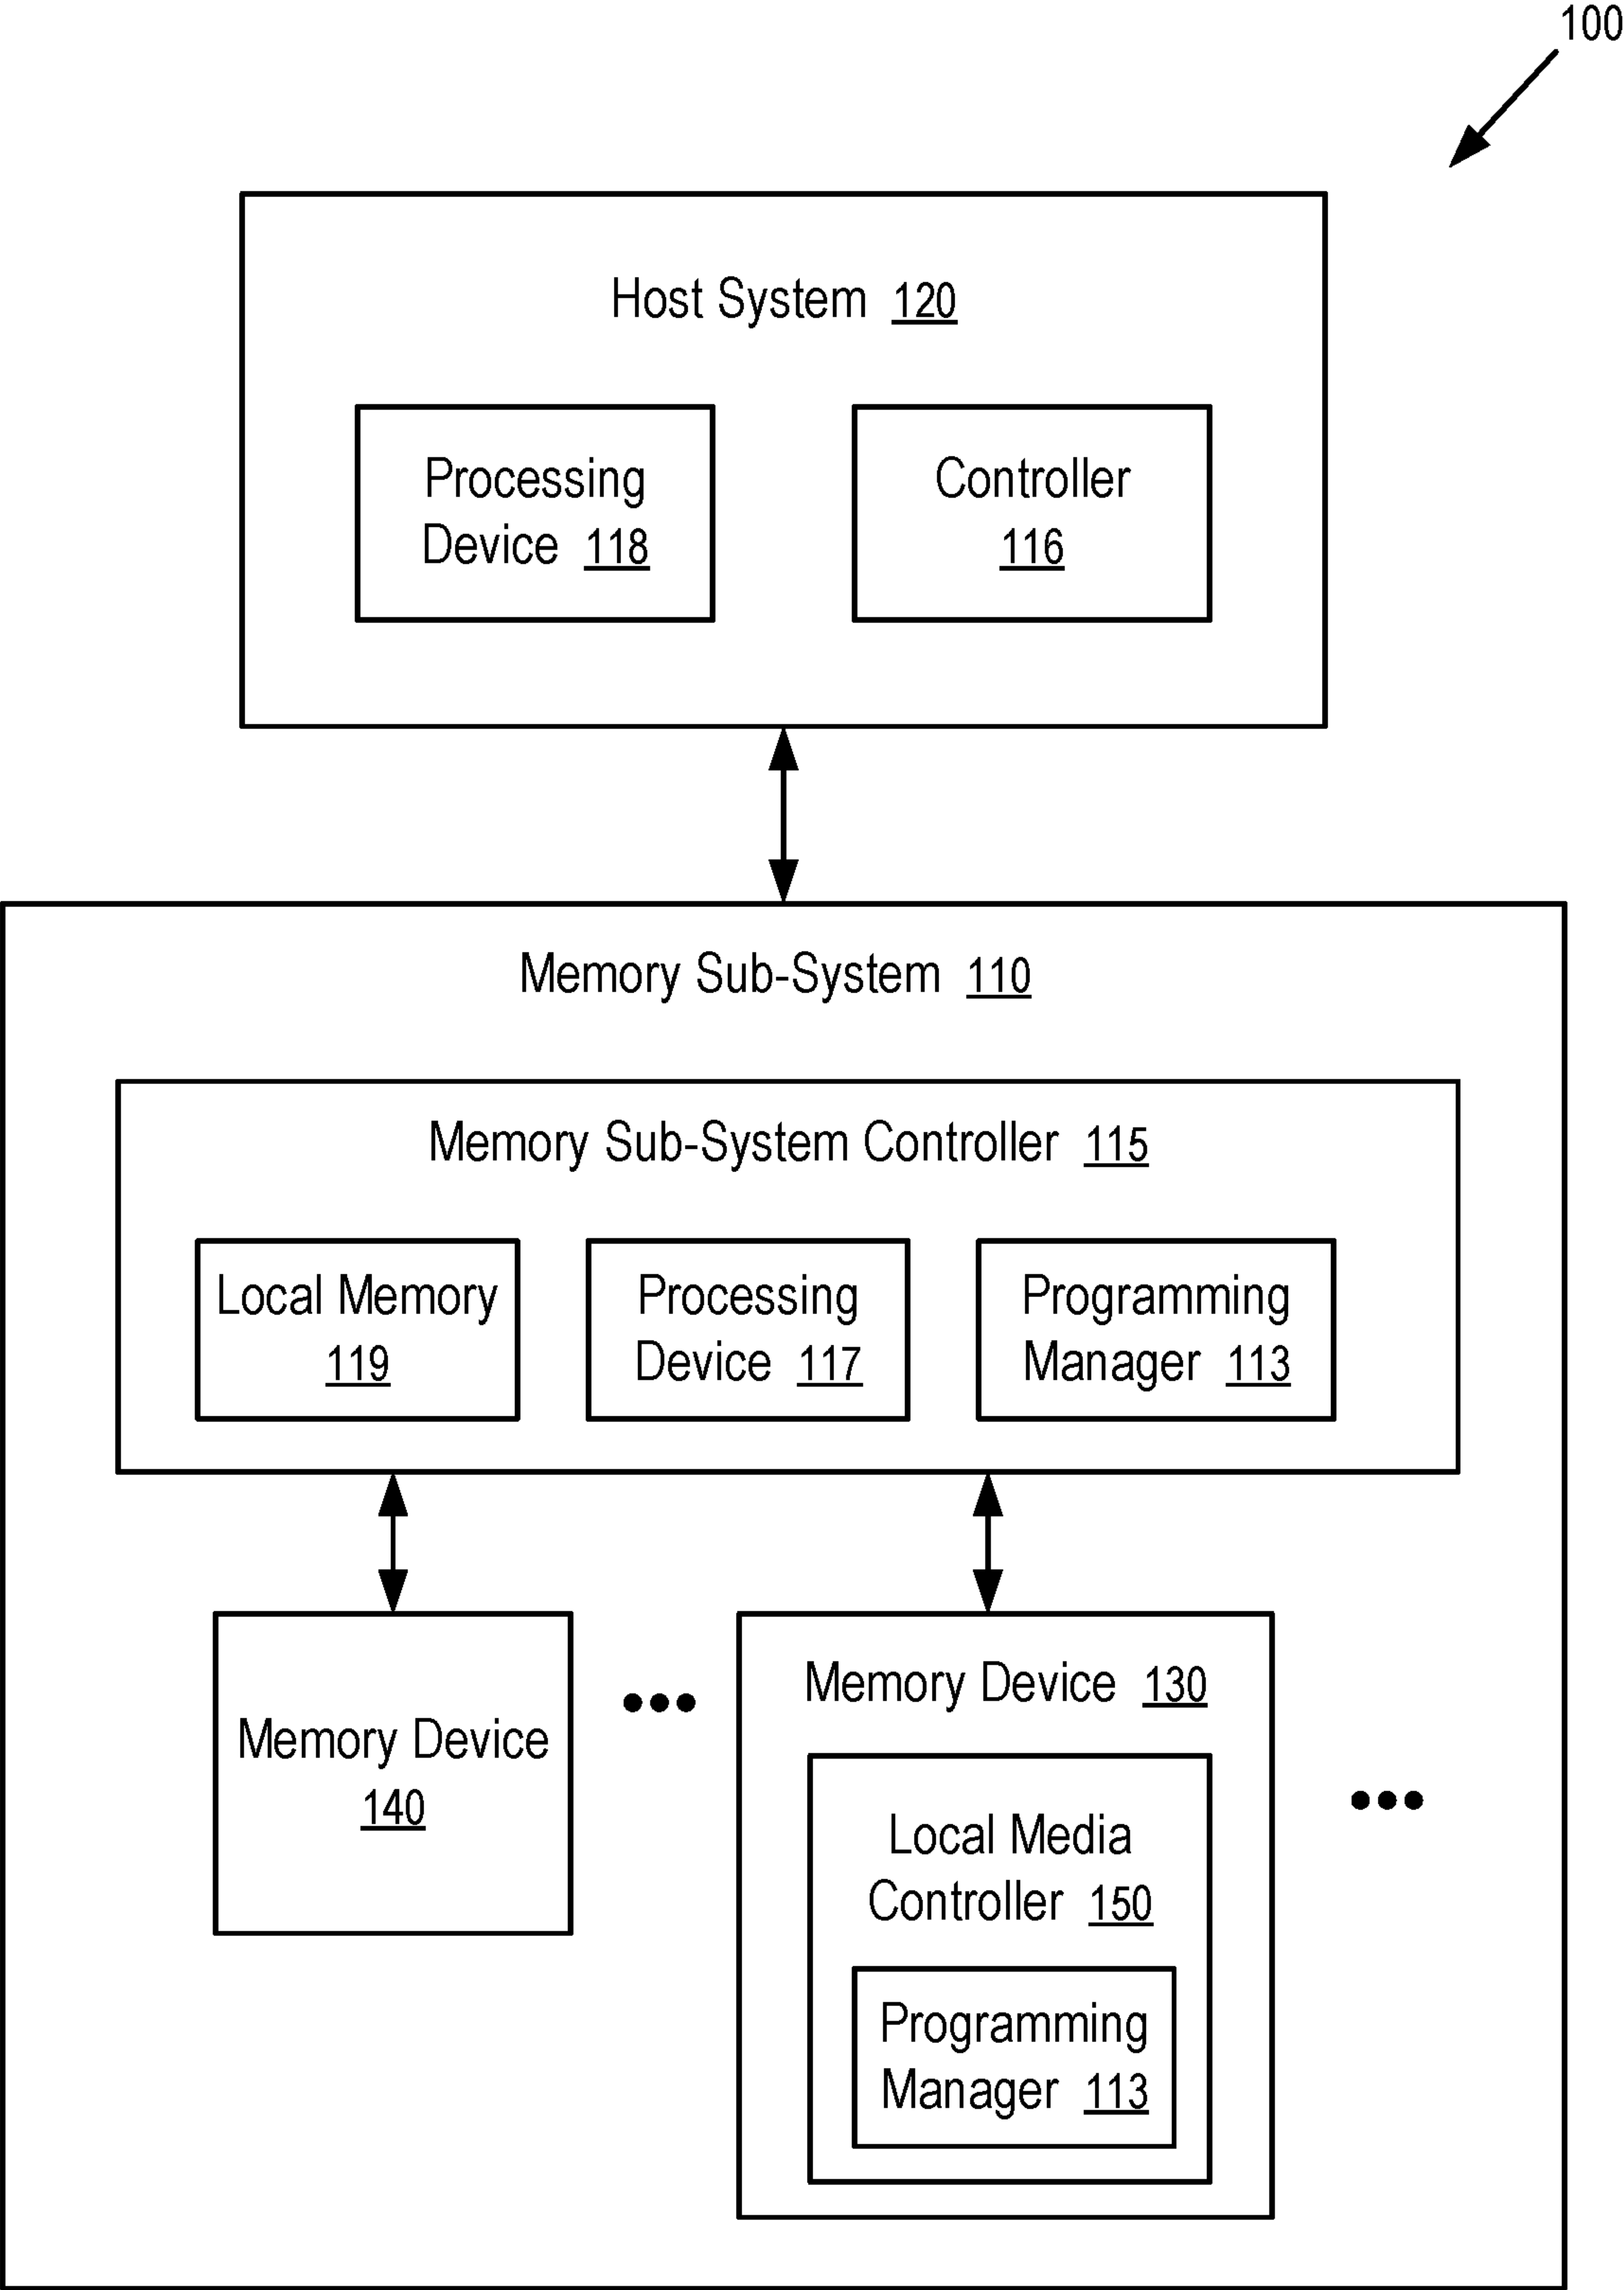 100
Host System 120
Processing
Device 118
Controller
116
Memory Sub-System 110
Memory Sub-System Controller 115
Local Memory
119
Processing
Device 117
Programming
Manager 113
Memory Device
140
Memory Device 130
Local Media
Controller 150
Programming
Manager 113